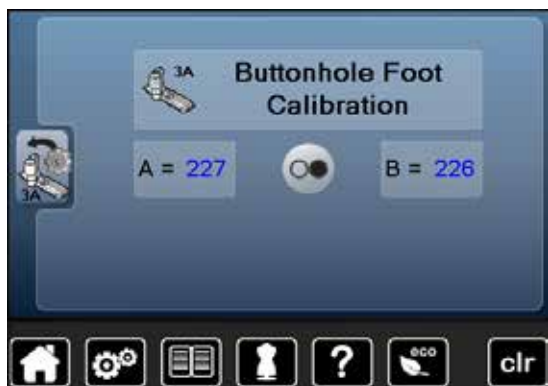 3A
Buttonhole Foot
Calibration
3A
A = 227
B = 226
?
eco
clr